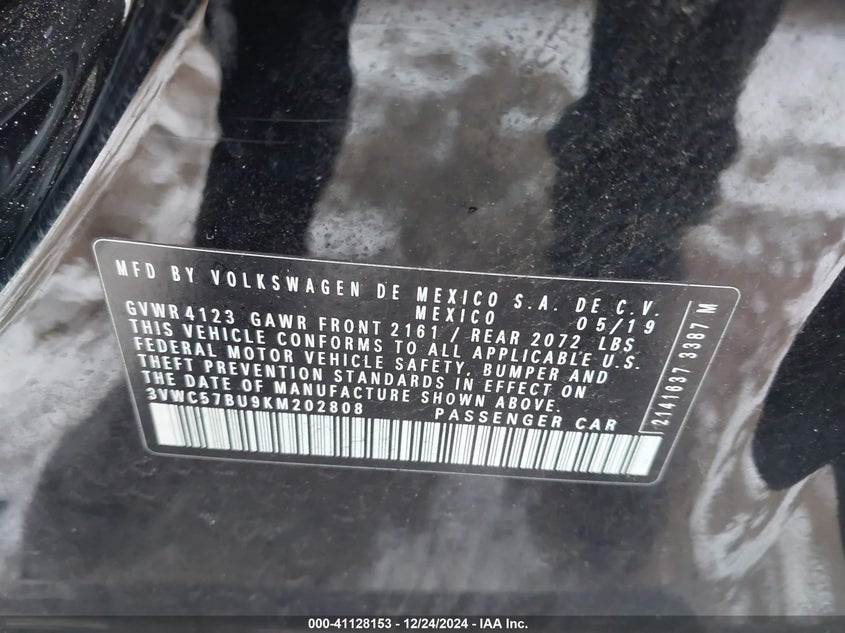 MFD BY VOLKSWAGEN DE MEXICO S.A. DE C.V.
MEXICO 05/19
GVWR 4123 GAWR FRONT 2161 / REAR 2072 LBS
THIS VEHICLE CONFORMS TO ALL APPLICABLE U.S.
FEDERAL MOTOR VEHICLE SAFETY, BUMPER AND
THEFT PREVENTION STANDARDS IN EFFECT ON
THE DATE OF MANUFACTURE SHOWN ABOVE.
3VWC57BU9KM202808 PASSENGER CAR
2141637 3387 M
000-41128153 - 12/24/2024 - IAA Inc.